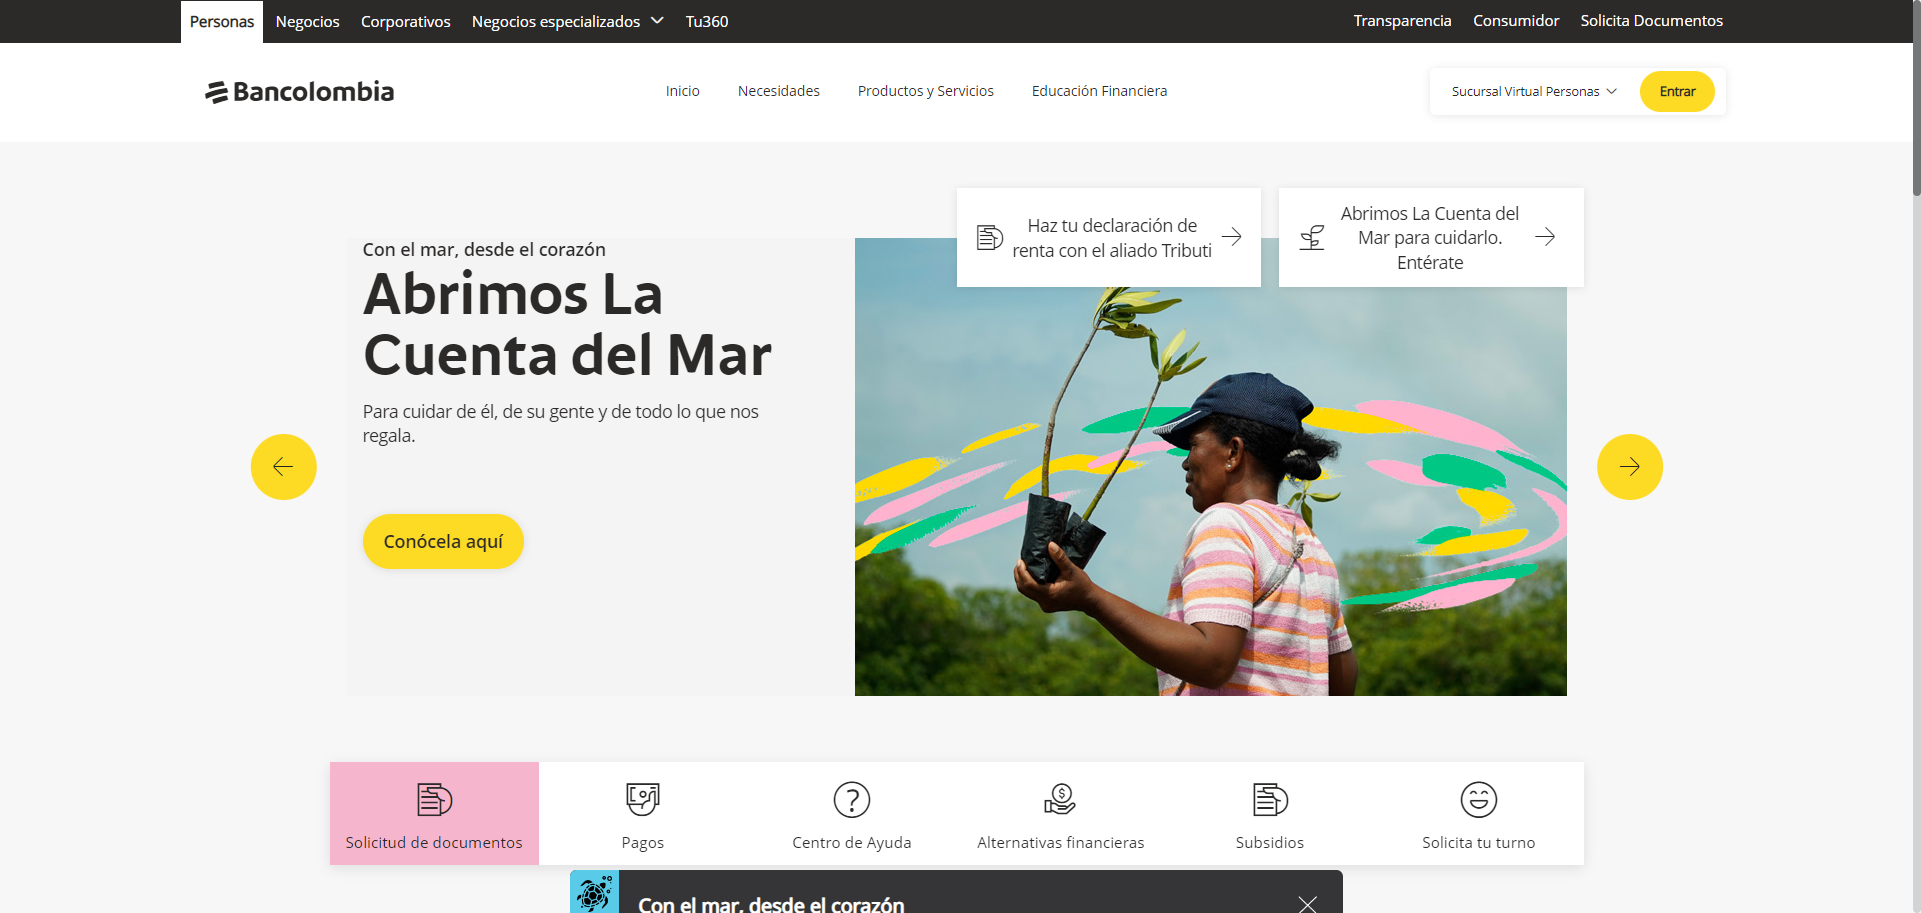 Personas Negocios Corporativos Negocios especializados Tu360 Transparencia Consumidor Solicita Documentos
Bancolombia Inicio Necesidades Productos y Servicios Educación Financiera Sucursal Virtual Personas Entrar
Haz tu declaración de
renta con el aliado Tributi
Abrimos La Cuenta del
Mar para cuidarlo.
Entérate
Con el mar, desde el corazón
Abrimos La
Cuenta del Mar
Para cuidar de él, de su gente y de todo lo que nos
regala.
Conócela aquí
Solicitud de documentos Pagos Centro de Ayuda Alternativas financieras Subsidios Solicita tu turno
Con el mar, desde el corazón